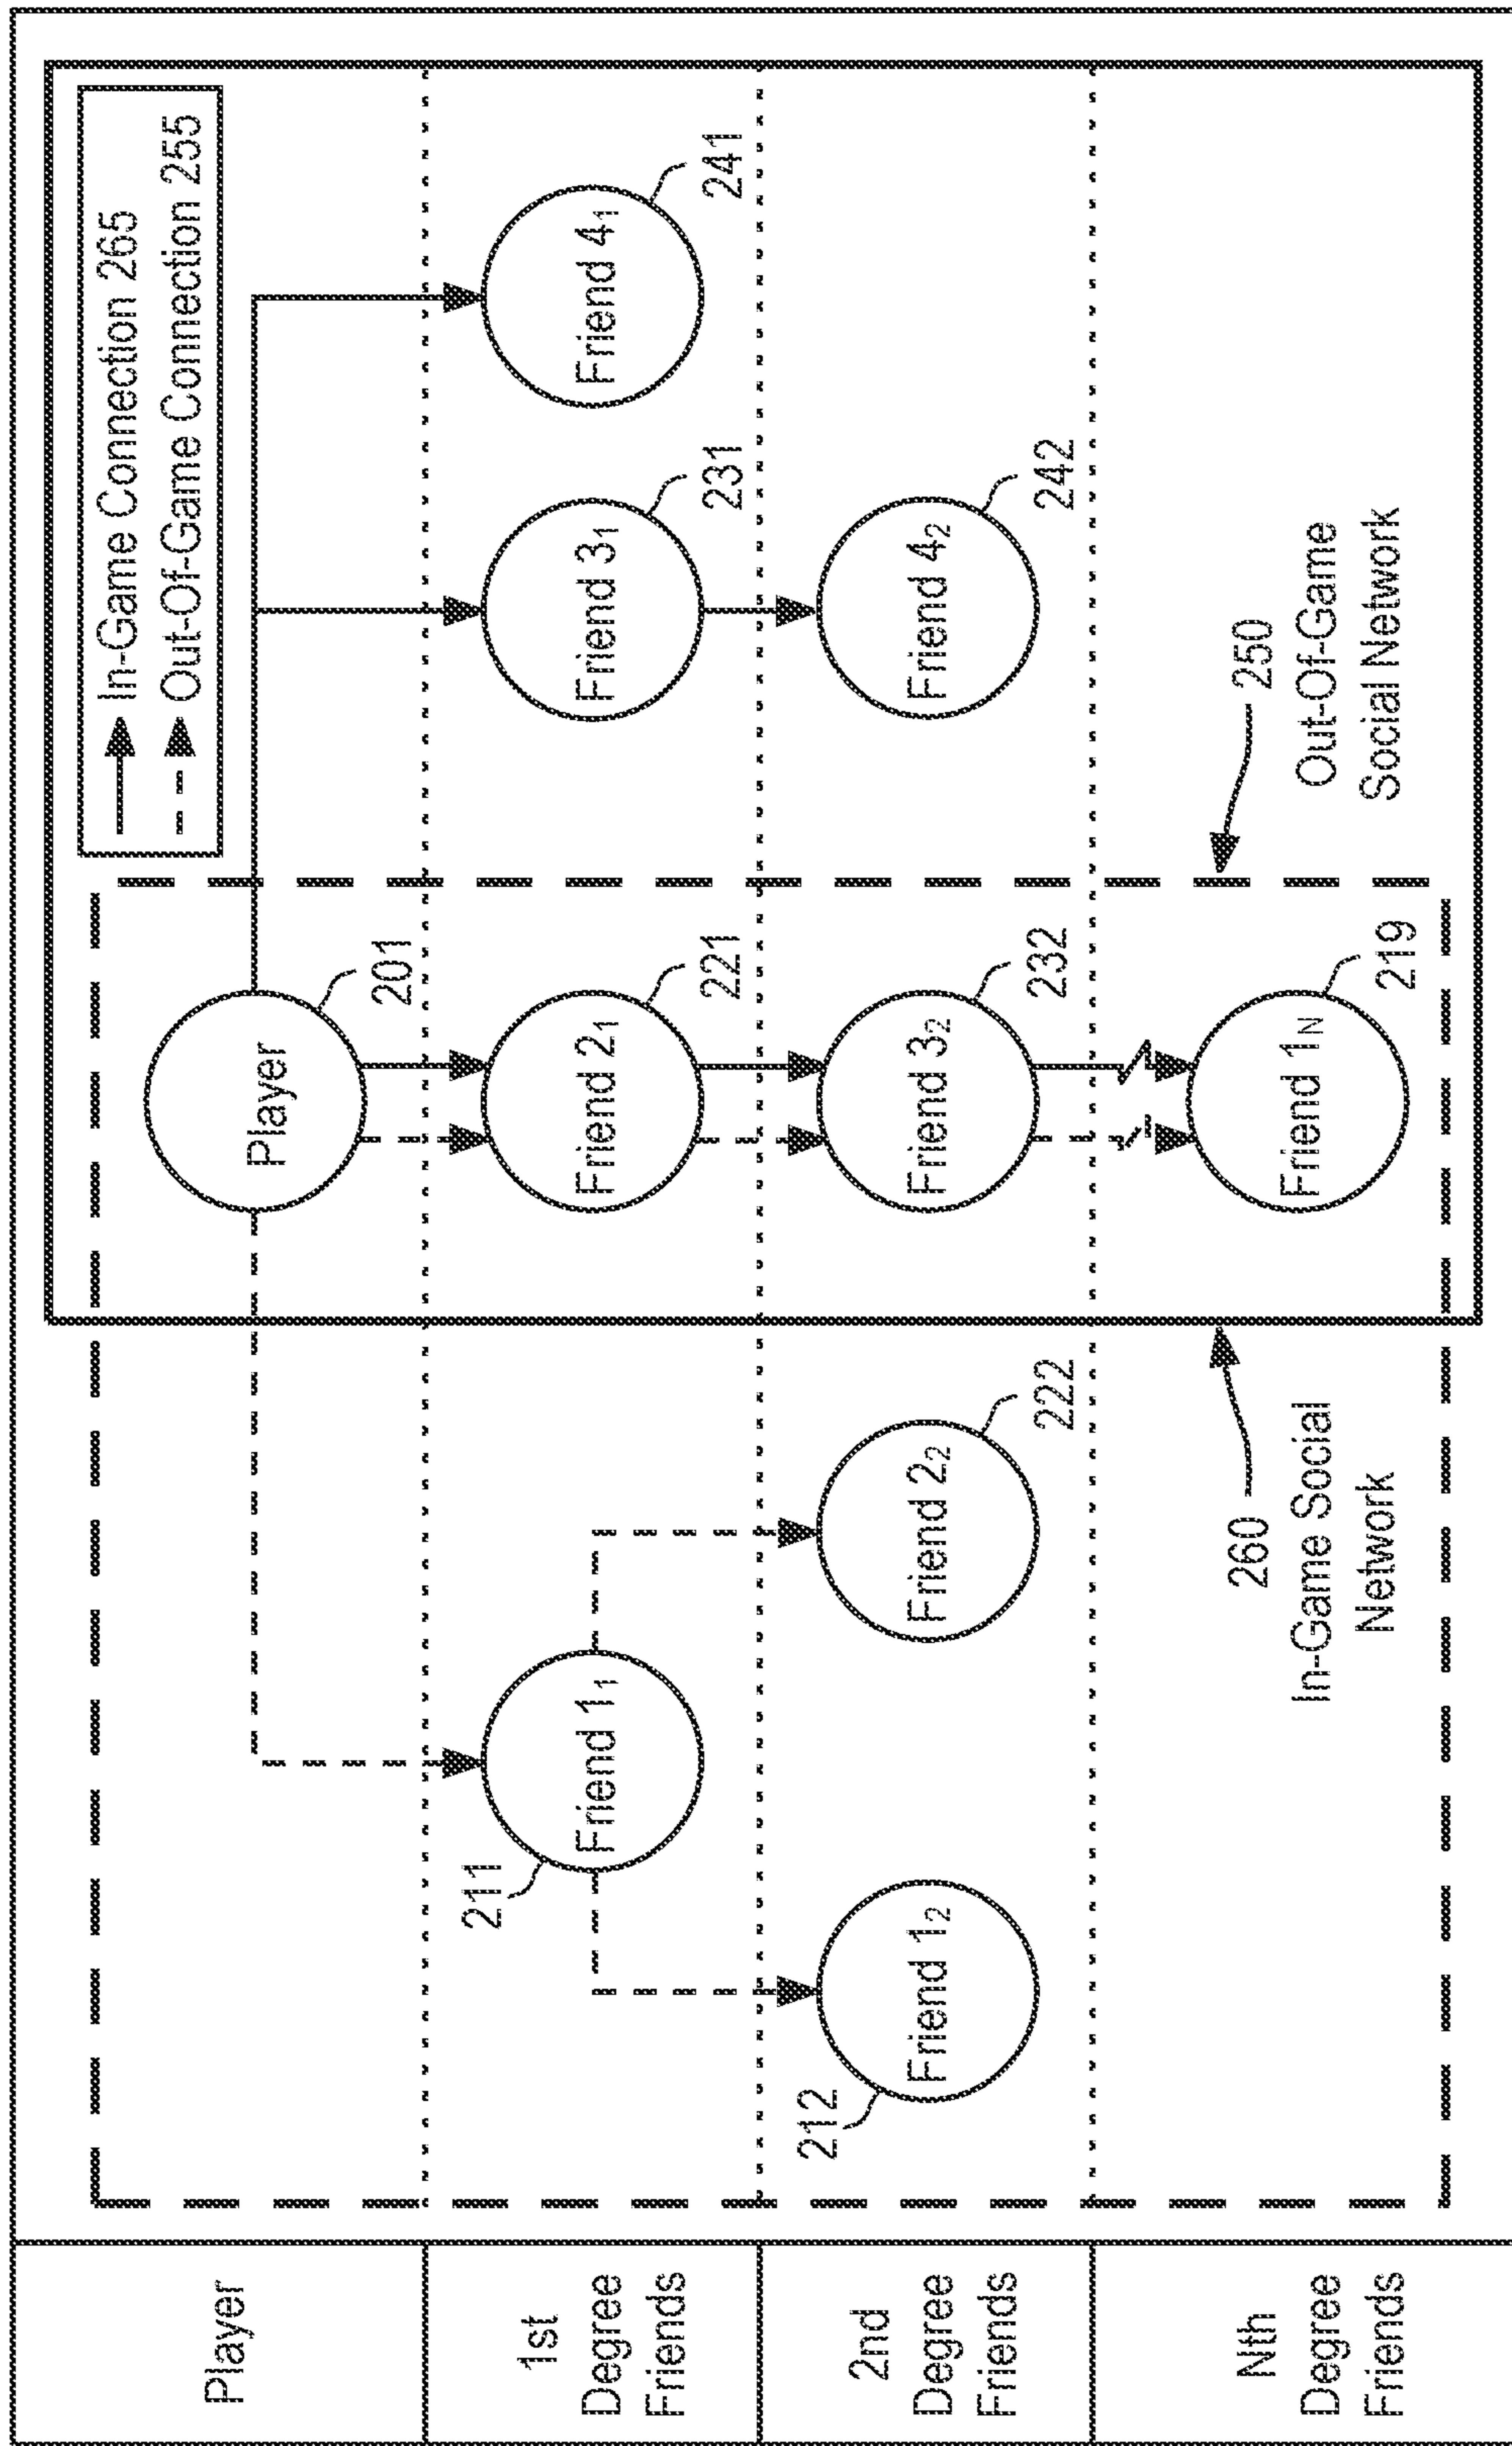 In-Game Connection 265
Out-Of-Game Connection 255
Player
Player
201
1st
Degree
Friends
211
Friend 1₁
Friend 2₁
221
Friend 3₁
231
Friend 4₁
241
2nd
Degree
Friends
212
Friend 1₂
Friend 2₂
222
Friend 3₂
232
Friend 4₂
242
Nth
Degree
Friends
260
In-Game Social
Network
Friend 1ₙ
219
250
Out-Of-Game
Social Network